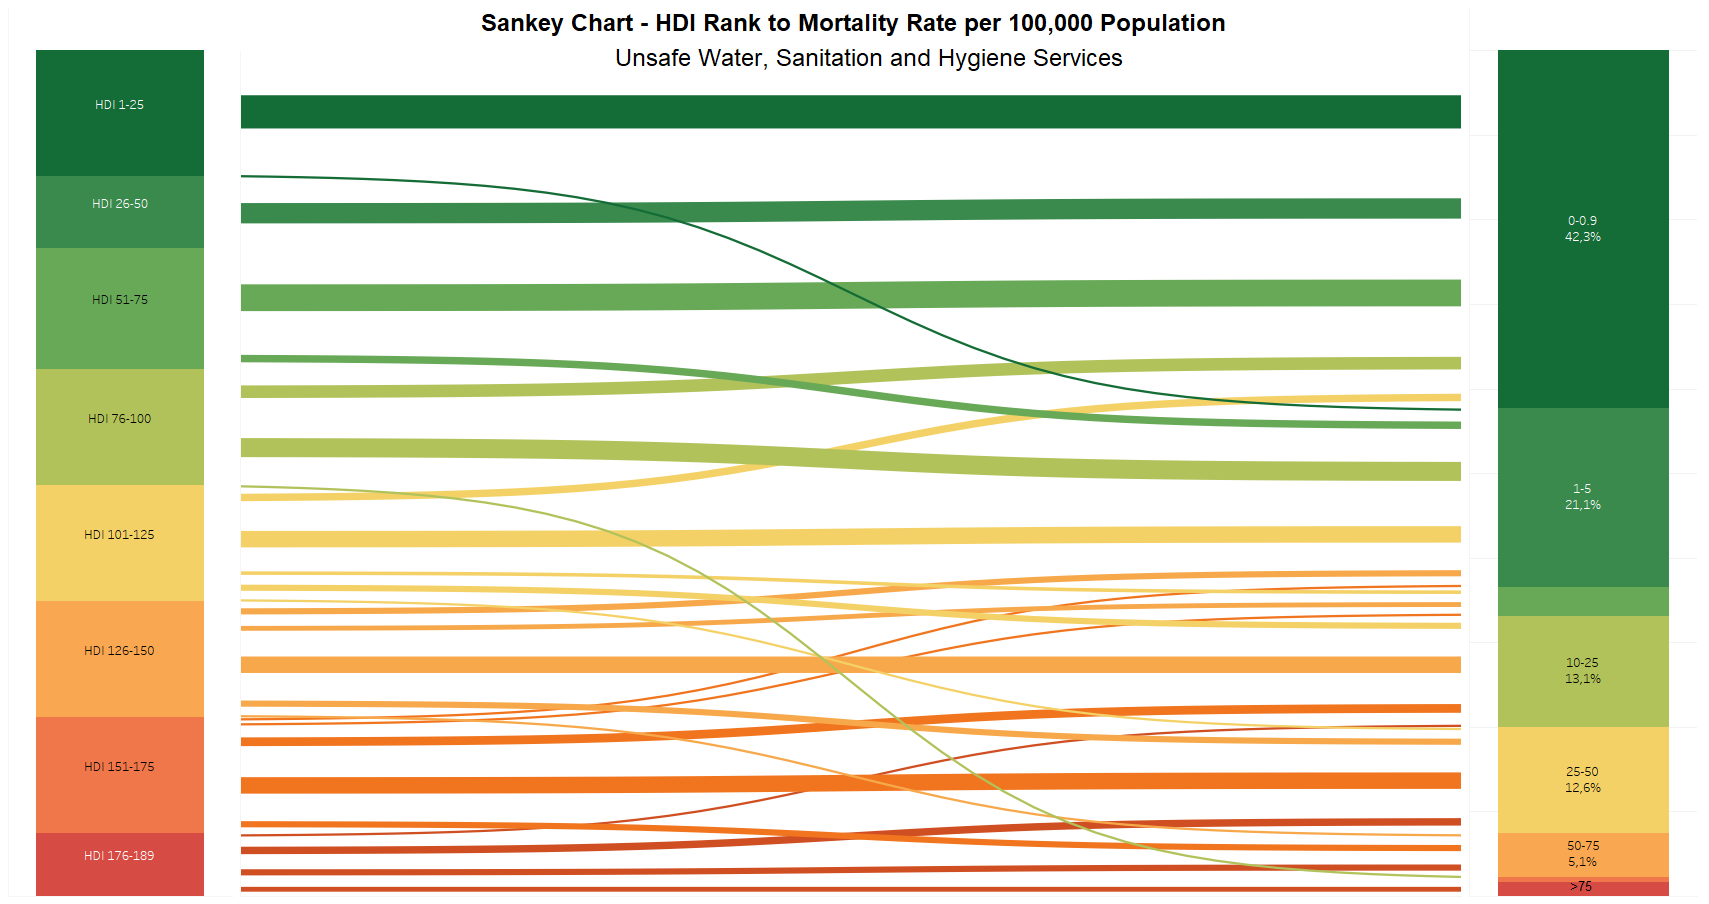 Sankey Chart - HDI Rank to Mortality Rate per 100,000 Population
Unsafe Water, Sanitation and Hygiene Services
HDI 1-25
HDI 26-50
HDI 51-75
HDI 76-100
HDI 101-125
HDI 126-150
HDI 151-175
HDI 176-189
0-0.9
42,3%
1-5
21,1%
10-25
13,1%
25-50
12,6%
50-75
5,1%
>75